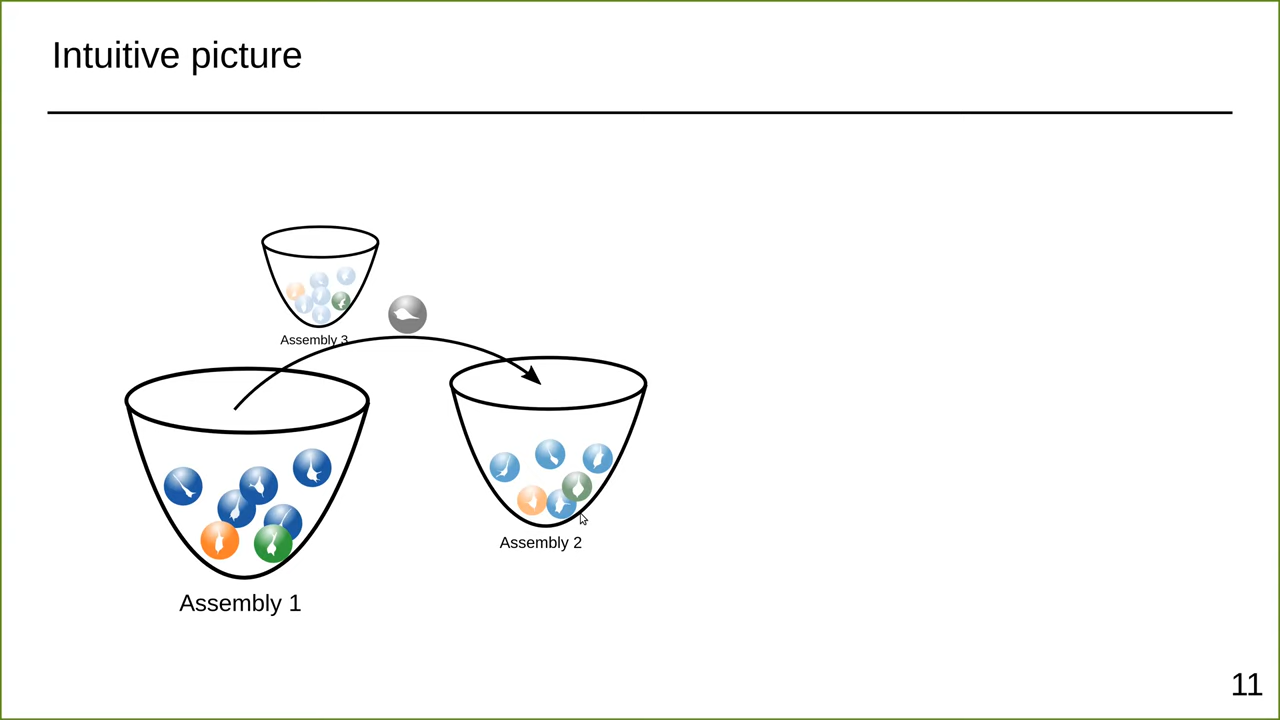 Intuitive picture
Assembly 3
Assembly 2
Assembly 1
11